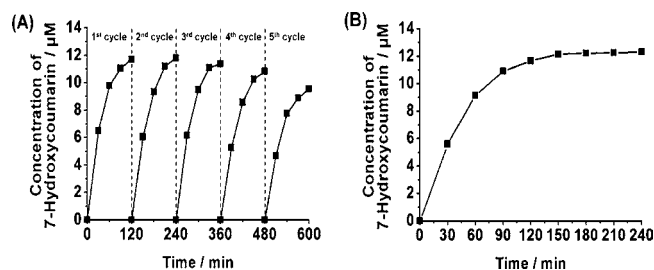 (A)
14
12
10
8
6
4
2
0
1st cycle 2nd cycle 3rd cycle 4th cycle 5th cycle
Concentration of
7-Hydroxycoumarin / µM
0 120 240 360 480 600
Time / min
(B)
14
12
10
8
6
4
2
0
Concentration of
7-Hydroxycoumarin / µM
0 30 60 90 120 150 180 210 240
Time / min